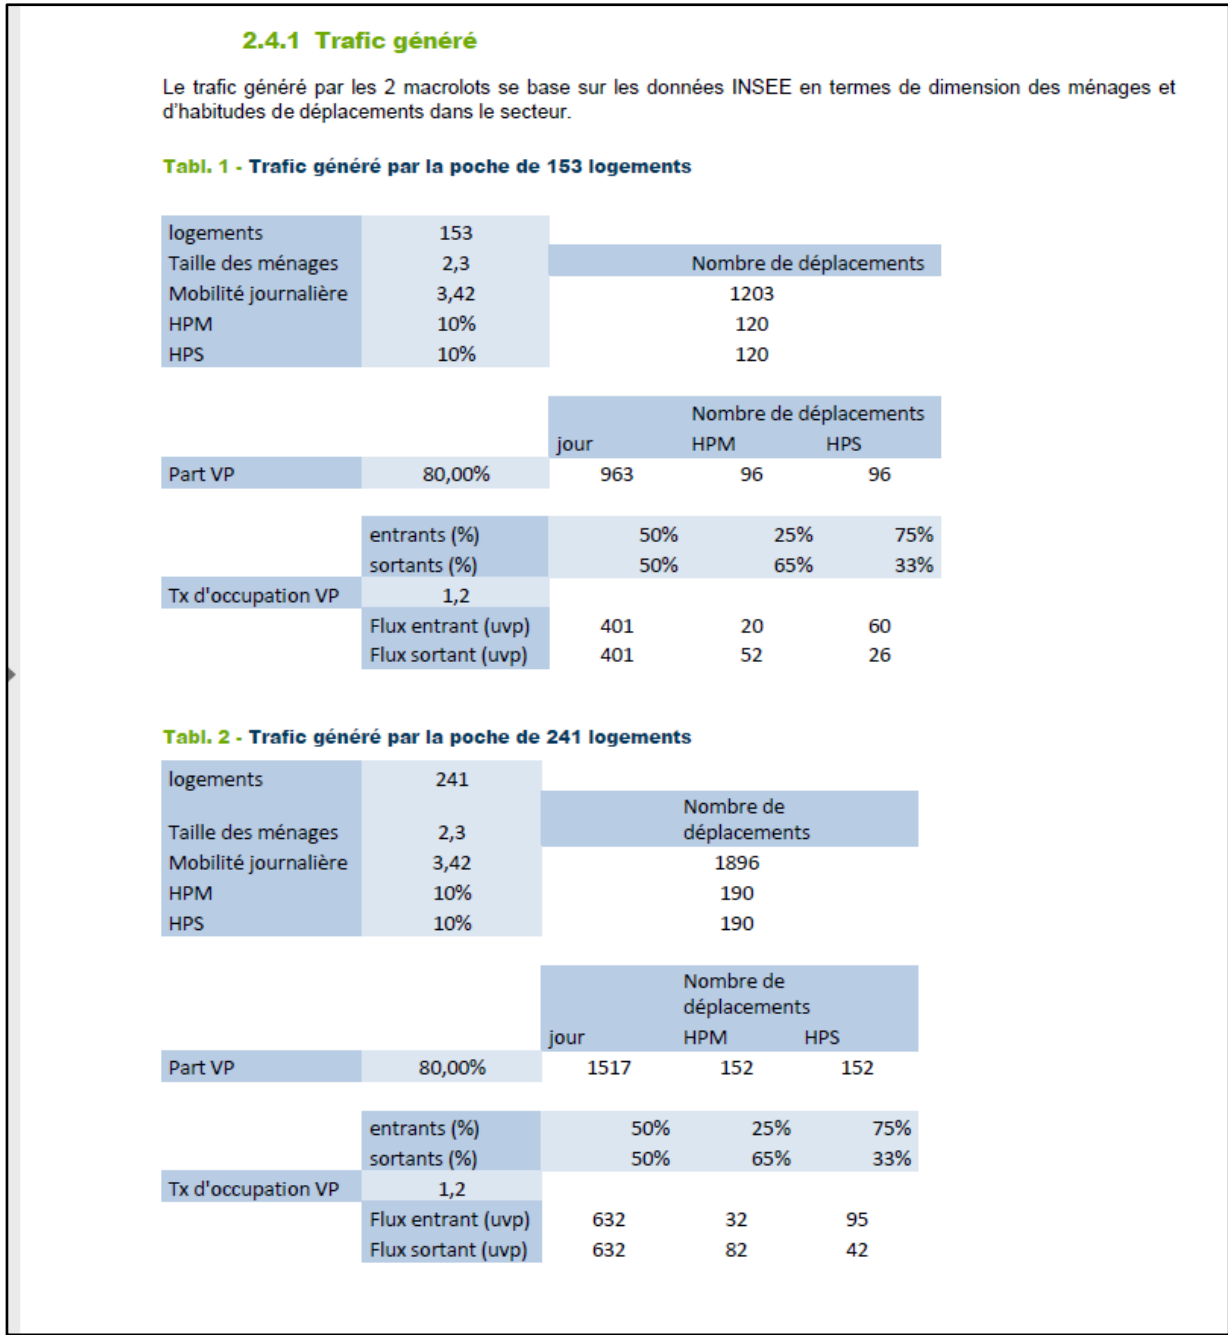 2.4.1 Trafic généré
Le trafic généré par les 2 macrolots se base sur les données INSEE en termes de dimension des ménages et
d'habitudes de déplacements dans le secteur.
Tabl. 1 - Trafic généré par la poche de 153 logements
logements 153
Taille des ménages 2,3 Nombre de déplacements
Mobilité journalière 3,42 1203
HPM 10% 120
HPS 10% 120
Nombre de déplacements
jour HPM HPS
Part VP 80,00% 963 96 96
entrants (%) 50% 25% 75%
sortants (%) 50% 65% 33%
Tx d'occupation VP 1,2
Flux entrant (uvp) 401 20 60
Flux sortant (uvp) 401 52 26
Tabl. 2 - Trafic généré par la poche de 241 logements
logements 241
Nombre de
Taille des ménages 2,3 déplacements
Mobilité journalière 3,42 1896
HPM 10% 190
HPS 10% 190
Nombre de
déplacements
jour HPM HPS
Part VP 80,00% 1517 152 152
entrants (%) 50% 25% 75%
sortants (%) 50% 65% 33%
Tx d'occupation VP 1,2
Flux entrant (uvp) 632 32 95
Flux sortant (uvp) 632 82 42